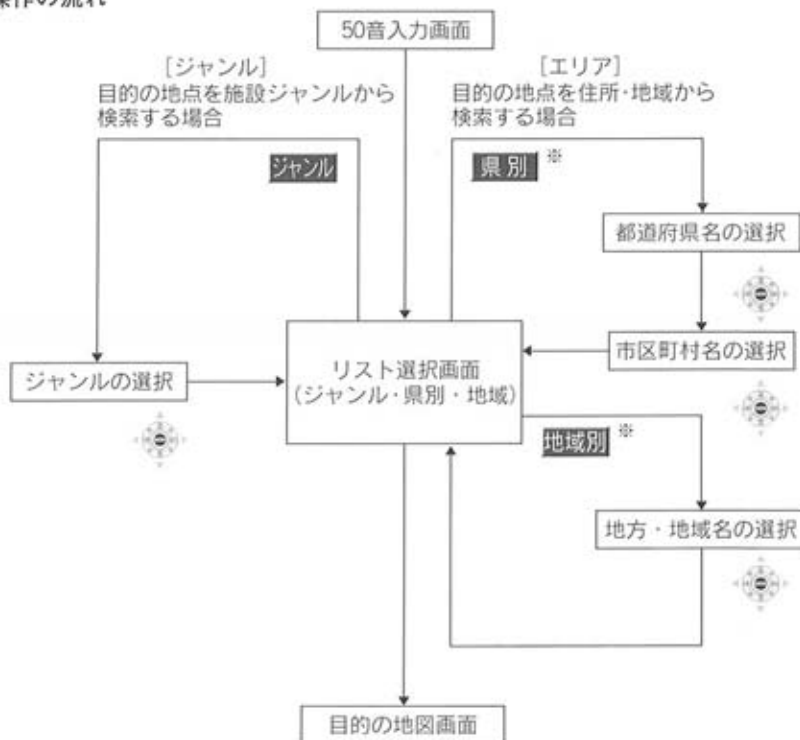 操作の流れ
50音入力画面
[ジャンル]
目的の地点を施設ジャンルから
検索する場合
[エリア]
目的の地点を住所・地域から
検索する場合
ジャンル
県別 ※
都道府県名の選択
市区町村名の選択
ジャンルの選択
リスト選択画面
(ジャンル・県別・地域)
地域別 ※
地方・地域名の選択
目的の地図画面